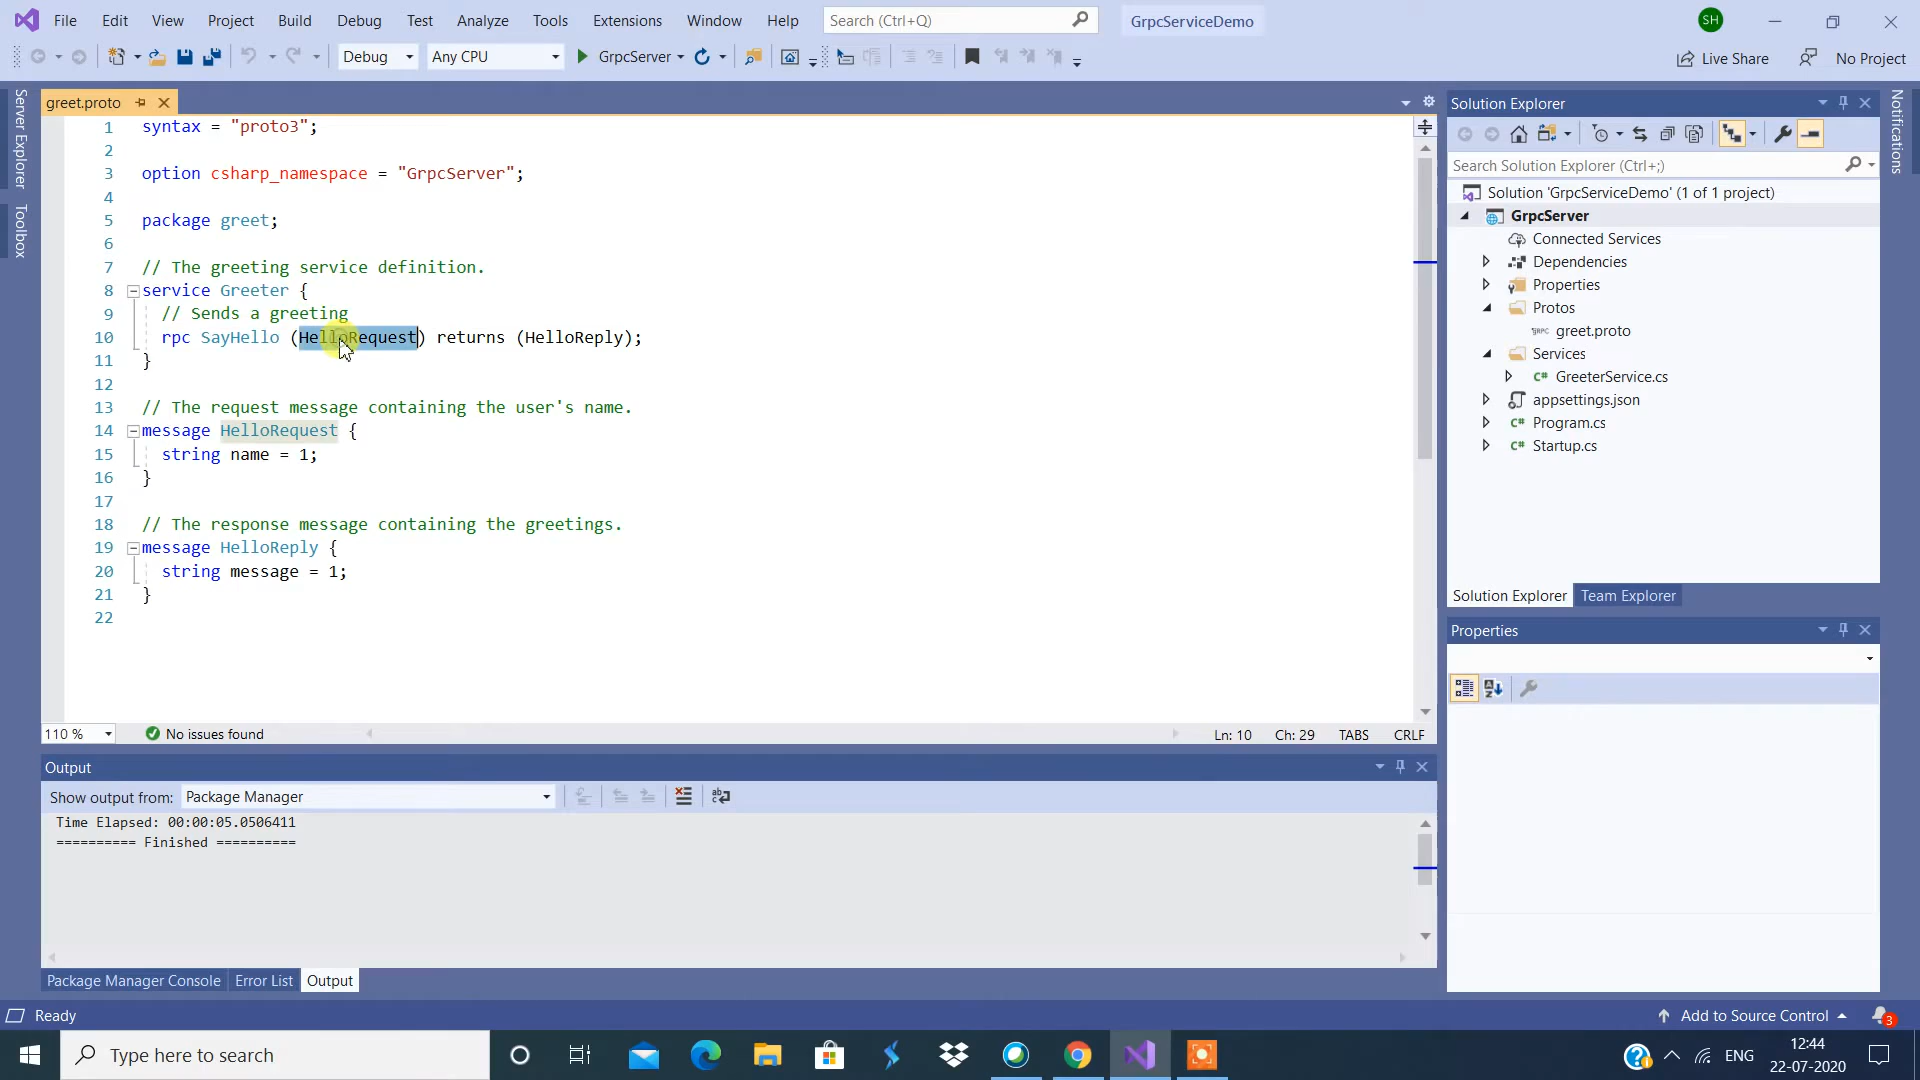 File Edit View Project Build Debug Test Analyze Tools Extensions Window Help Search (Ctrl+Q) GrpcServiceDemo SH
Debug Any CPU GrpcServer Live Share No Project
Server Explorer
Toolbox
greet.proto
1 syntax = "proto3";
2
3 option csharp_namespace = "GrpcServer";
4
5 package greet;
6
7 // The greeting service definition.
8 service Greeter {
9 // Sends a greeting
10 rpc SayHello (HelloRequest) returns (HelloReply);
11 }
12
13 // The request message containing the user's name.
14 message HelloRequest {
15 string name = 1;
16 }
17
18 // The response message containing the greetings.
19 message HelloReply {
20 string message = 1;
21 }
22
110 % No issues found Ln: 10 Ch: 29 TABS CRLF
Output
Show output from: Package Manager
Time Elapsed: 00:00:05.0506411
========== Finished ==========
Package Manager Console Error List Output
Solution Explorer
Search Solution Explorer (Ctrl+;)
Solution 'GrpcServiceDemo' (1 of 1 project)
GrpcServer
Connected Services
Dependencies
Properties
Protos
greet.proto
Services
C# GreeterService.cs
appsettings.json
C# Program.cs
C# Startup.cs
Solution Explorer Team Explorer
Properties
Notifications
Ready Add to Source Control 3
Type here to search ENG 12:44
22-07-2020